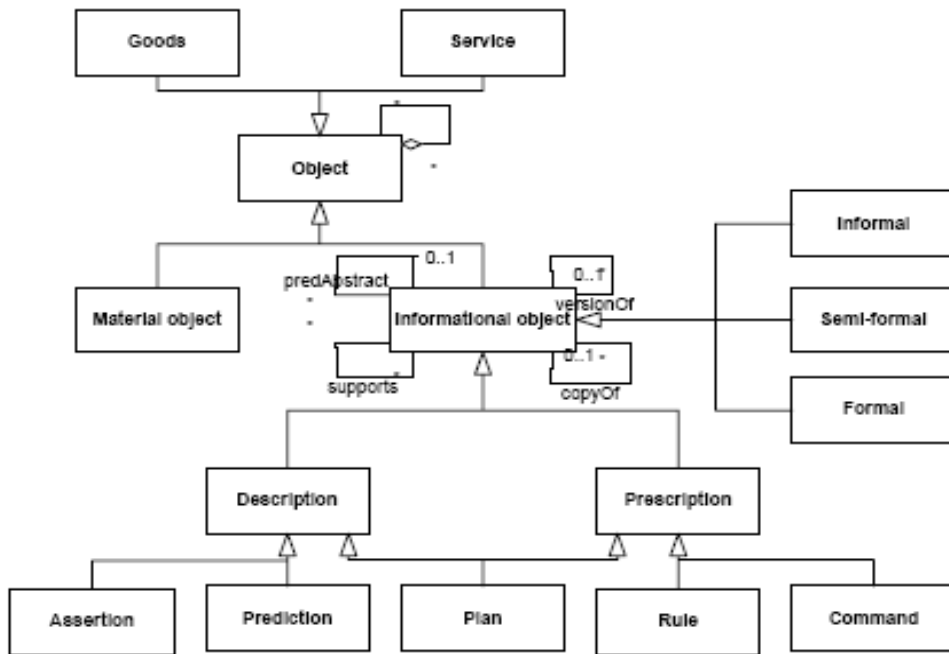 Goods
Service
*
Object
*
Informal
0..1
predAbstract
0..1
versionOf
*
*
Material object
Informational object
Semi-formal
0..1 *
supports
*
copyOf
Formal
Description
Prescription
Assertion
Prediction
Plan
Rule
Command